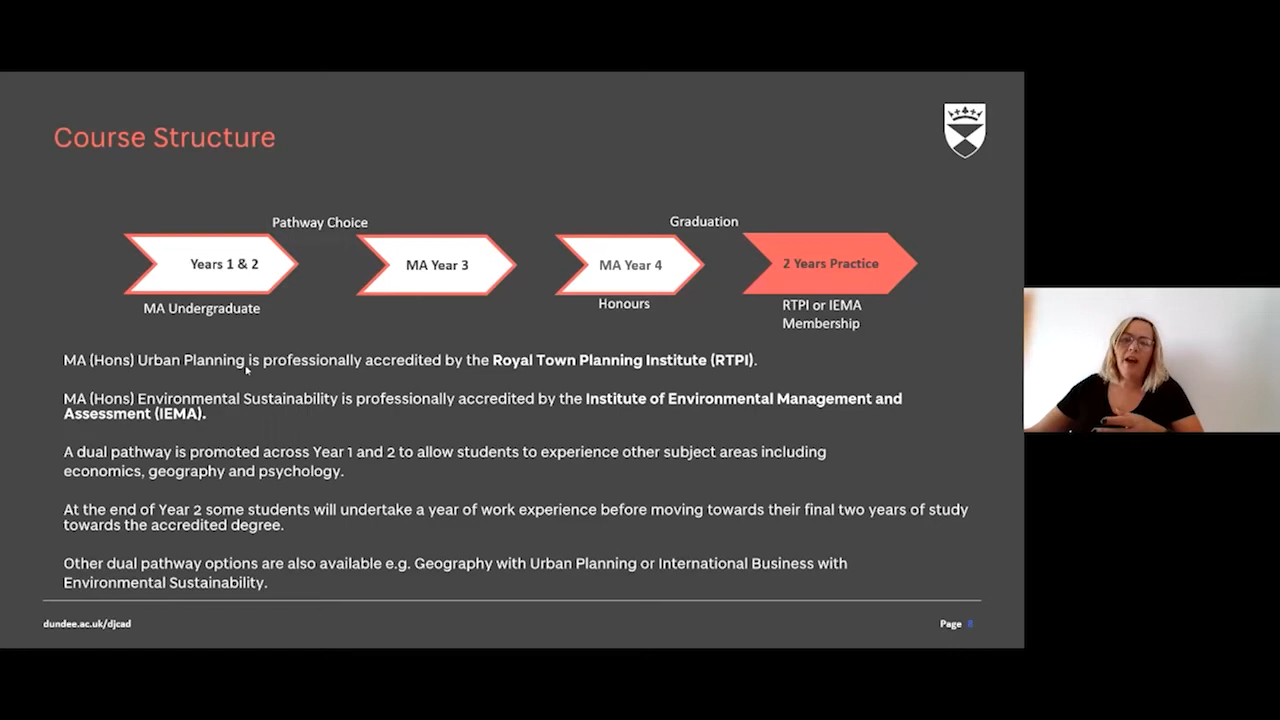 Course Structure
Pathway Choice
Graduation
Years 1 & 2
MA Year 3
MA Year 4
2 Years Practice
MA Undergraduate
Honours
RTPI or IEMA
Membership
MA (Hons) Urban Planning is professionally accredited by the Royal Town Planning Institute (RTPI).
MA (Hons) Environmental Sustainability is professionally accredited by the Institute of Environmental Management and
Assessment (IEMA).
A dual pathway is promoted across Year 1 and 2 to allow students to experience other subject areas including
economics, geography and psychology.
At the end of Year 2 some students will undertake a year of work experience before moving towards their final two years of study
towards the accredited degree.
Other dual pathway options are also available e.g. Geography with Urban Planning or International Business with
Environmental Sustainability.
dundee.ac.uk/djcad
Page 8